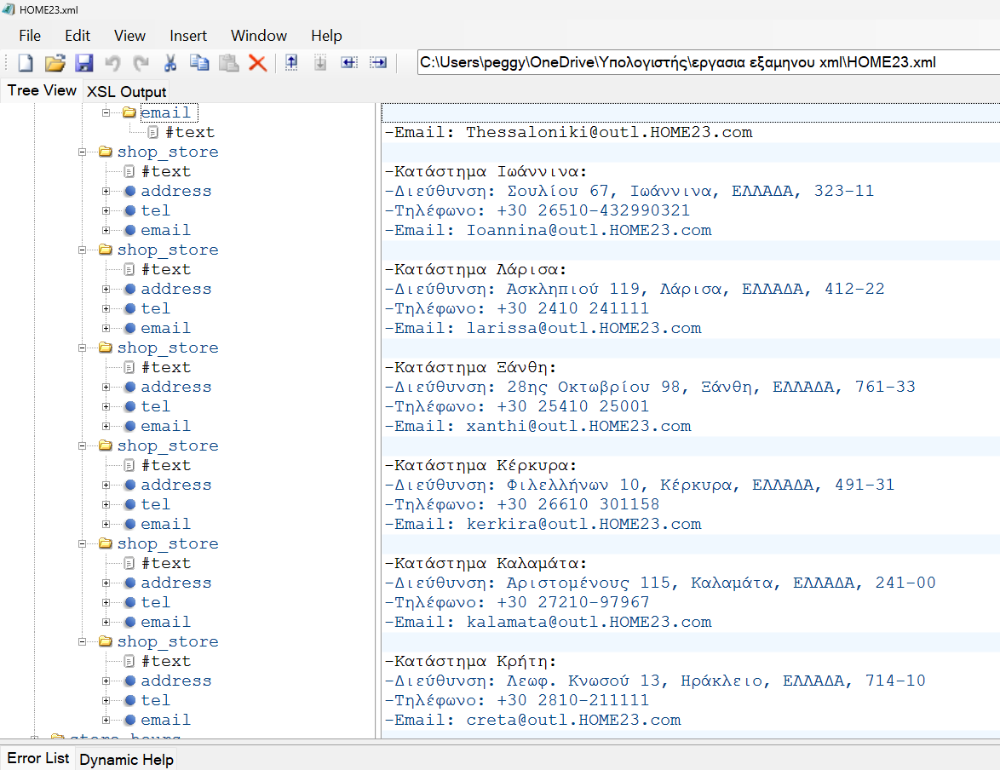 HOME23.xml
File Edit View Insert Window Help
C:\Users\peggy\OneDrive\Υπολογιστής\εργασια εξαμηνου xml\HOME23.xml
Tree View XSL Output
email
#text -Email: Thessaloniki@outl.HOME23.com
shop_store
#text -Κατάστημα Ιωάννινα:
address -Διεύθυνση: Σουλίου 67, Ιωάννινα, ΕΛΛΑΔΑ, 323-11
tel -Τηλέφωνο: +30 26510-432990321
email -Email: Ioannina@outl.HOME23.com
shop_store
#text -Κατάστημα Λάρισα:
address -Διεύθυνση: Ασκληπιού 119, Λάρισα, ΕΛΛΑΔΑ, 412-22
tel -Τηλέφωνο: +30 2410 241111
email -Email: larissa@outl.HOME23.com
shop_store
#text -Κατάστημα Ξάνθη:
address -Διεύθυνση: 28ης Οκτωβρίου 98, Ξάνθη, ΕΛΛΑΔΑ, 761-33
tel -Τηλέφωνο: +30 25410 25001
email -Email: xanthi@outl.HOME23.com
shop_store
#text -Κατάστημα Κέρκυρα:
address -Διεύθυνση: Φιλελλήνων 10, Κέρκυρα, ΕΛΛΑΔΑ, 491-31
tel -Τηλέφωνο: +30 26610 301158
email -Email: kerkira@outl.HOME23.com
shop_store
#text -Κατάστημα Καλαμάτα:
address -Διεύθυνση: Αριστομένους 115, Καλαμάτα, ΕΛΛΑΔΑ, 241-00
tel -Τηλέφωνο: +30 27210-97967
email -Email: kalamata@outl.HOME23.com
shop_store
#text -Κατάστημα Κρήτη:
address -Διεύθυνση: Λεωφ. Κνωσού 13, Ηράκλειο, ΕΛΛΑΔΑ, 714-10
tel -Τηλέφωνο: +30 2810-211111
email -Email: creta@outl.HOME23.com
store_hours
Error List Dynamic Help